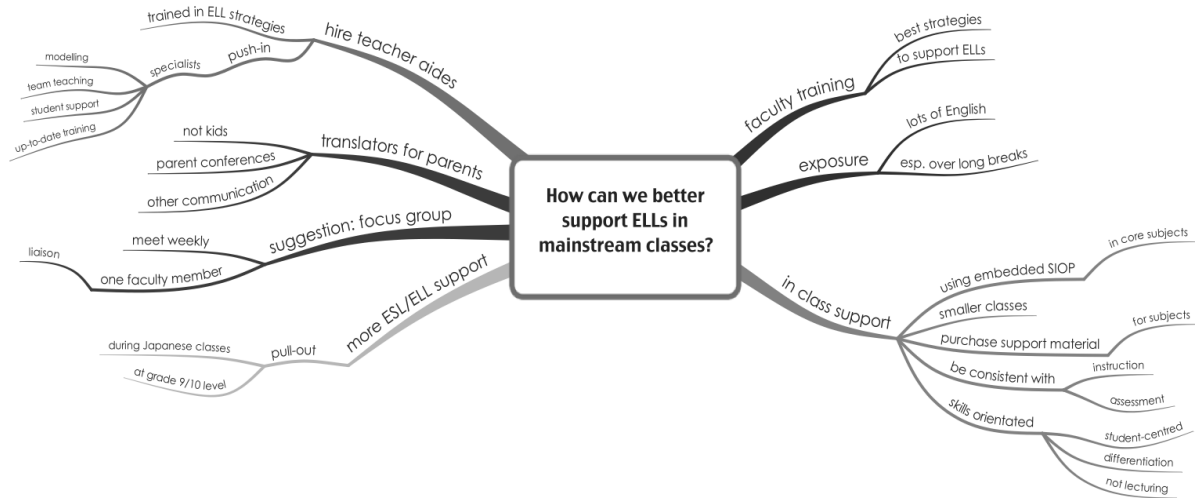 How can we better
support ELLs in
mainstream classes?
hire teacher aides
trained in ELL strategies
push-in
specialists
modelling
team teaching
student support
up-to-date training
translators for parents
not kids
parent conferences
other communication
suggestion: focus group
meet weekly
one faculty member
liaison
more ESL/ELL support
pull-out
during Japanese classes
at grade 9/10 level
faculty training
best strategies
to support ELLs
exposure
lots of English
esp. over long breaks
in class support
using embedded SIOP
in core subjects
smaller classes
purchase support material
for subjects
be consistent with
instruction
assessment
skills orientated
student-centred
differentiation
not lecturing